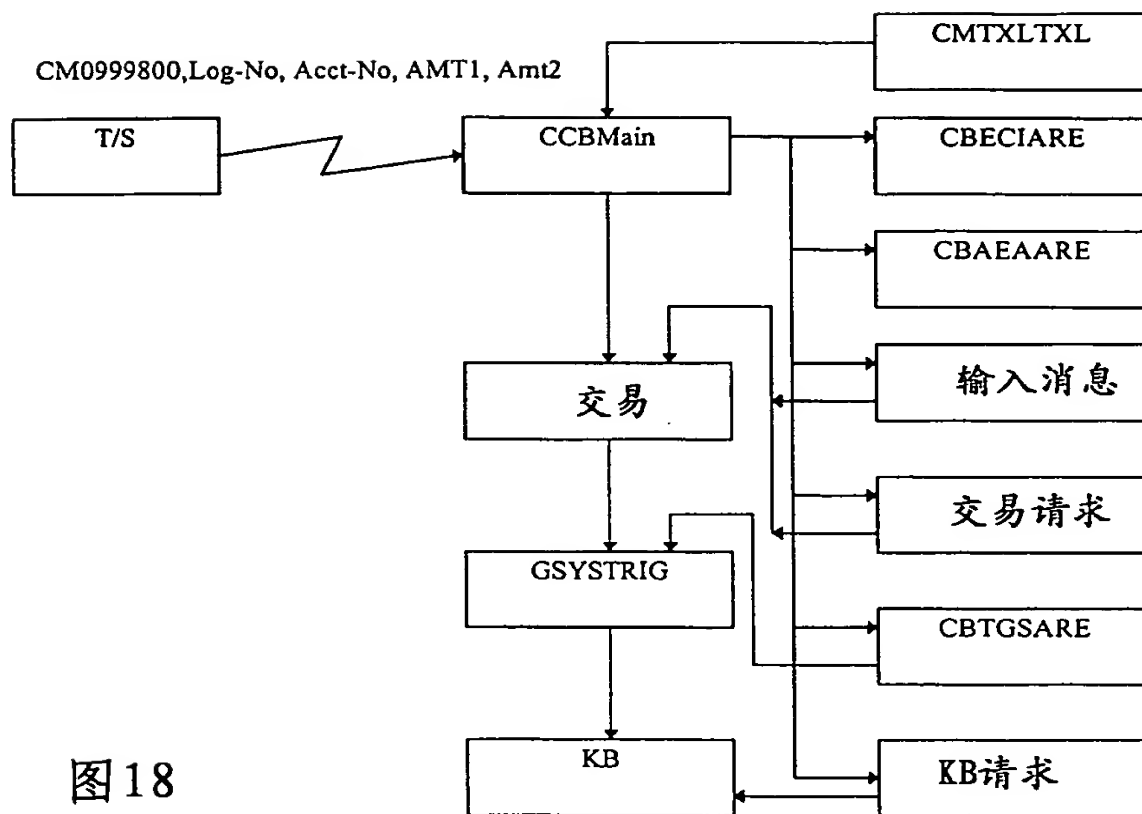 CMTXLTXL
CM0999800,Log-No, Acct-No, AMT1, Amt2
T/S
CCBMain
CBECIARE
CBAEAARE
交易
输入消息
交易请求
GSYSTRIG
CBTGSARE
KB
KB请求
图18